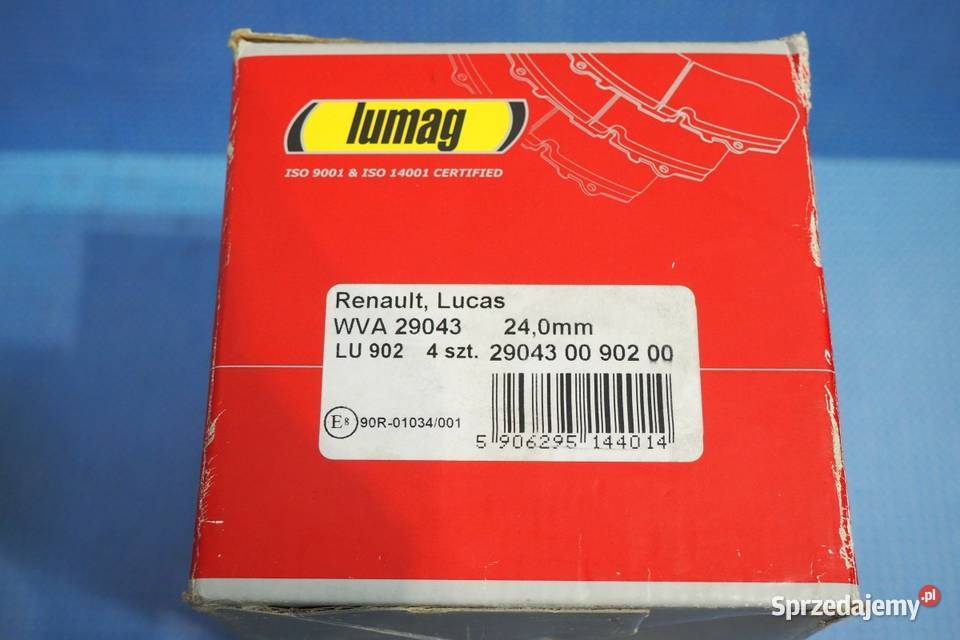 lumag
ISO 9001 & ISO 14001 CERTIFIED
Renault, Lucas
WVA 29043 24,0mm
LU 902 4 szt. 29043 00 902 00
E8 90R-01034/001
5 906295 144014
Sprzedajemy.pl